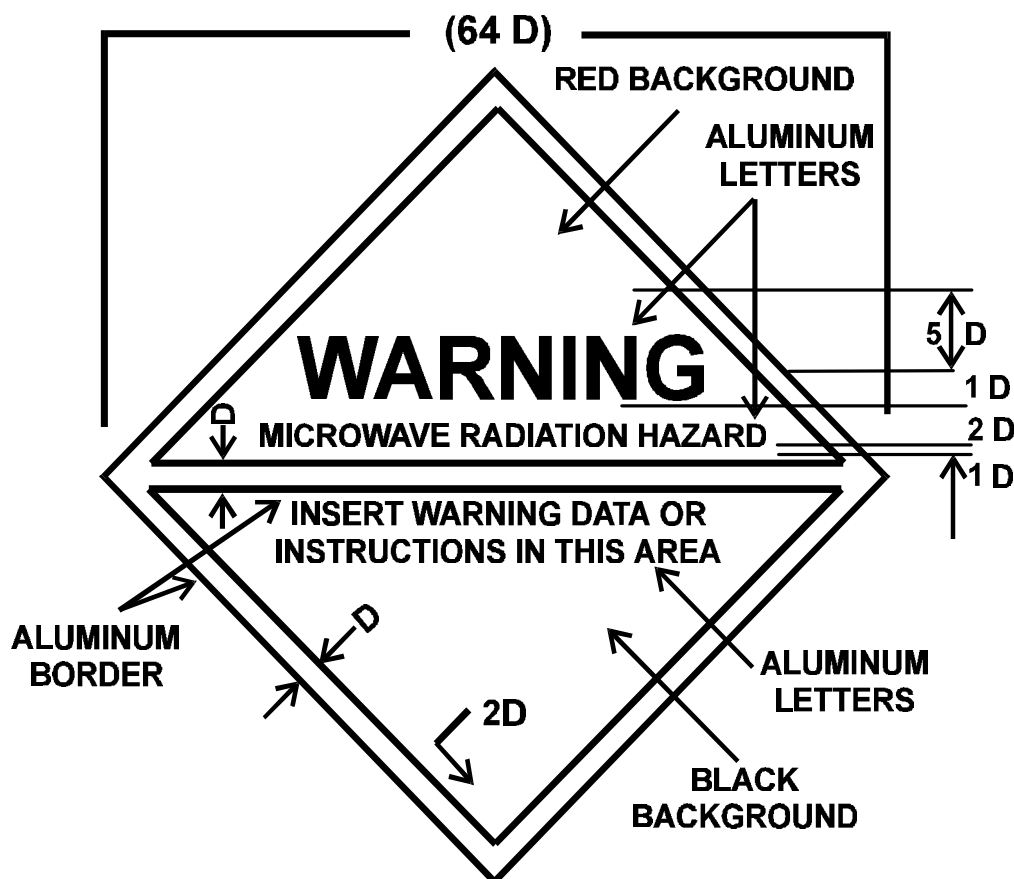 (64 D)
RED BACKGROUND
ALUMINUM
LETTERS
5 D
WARNING
1 D
D
MICROWAVE RADIATION HAZARD
2 D
1 D
INSERT WARNING DATA OR
INSTRUCTIONS IN THIS AREA
D
ALUMINUM
BORDER
ALUMINUM
LETTERS
2D
BLACK
BACKGROUND